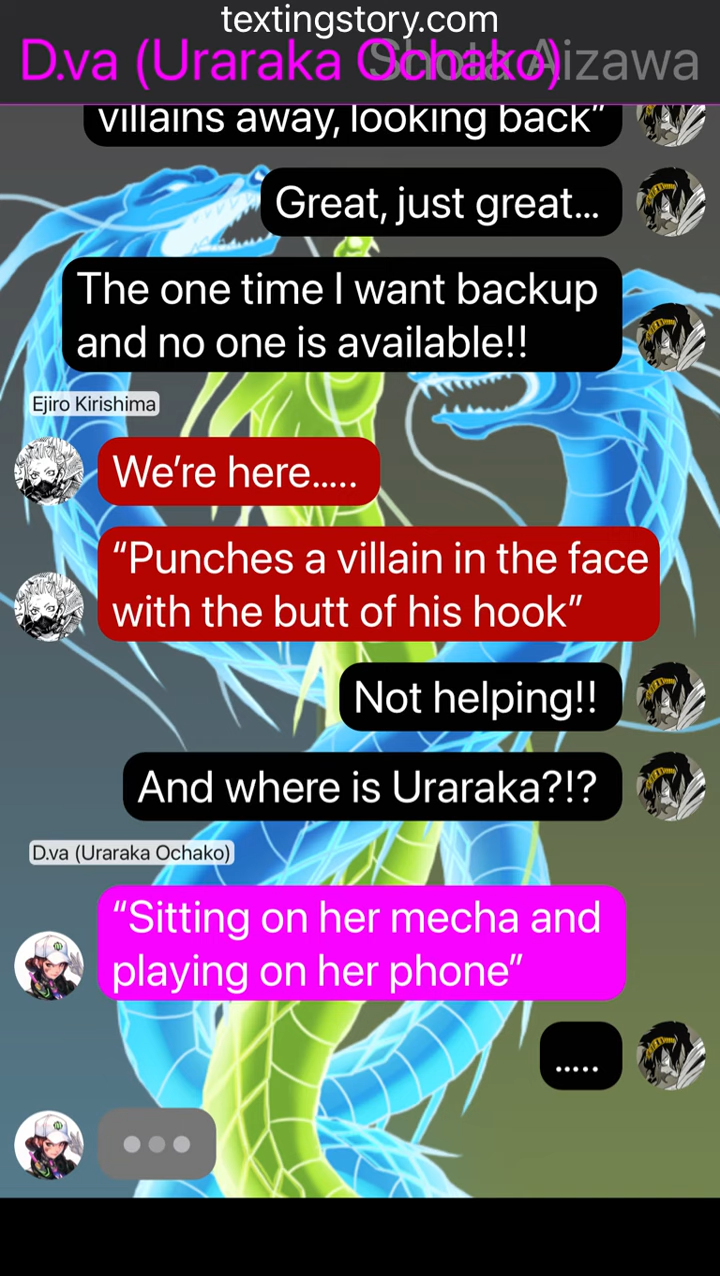 textingstory.com
D.va (Uraraka Ochako)
Shota Aizawa
villains away, looking back”
Great, just great...
The one time I want backup
and no one is available!!
Ejiro Kirishima
We’re here.....
“Punches a villain in the face
with the butt of his hook”
Not helping!!
And where is Uraraka?!?
D.va (Uraraka Ochako)
“Sitting on her mecha and
playing on her phone”
.....